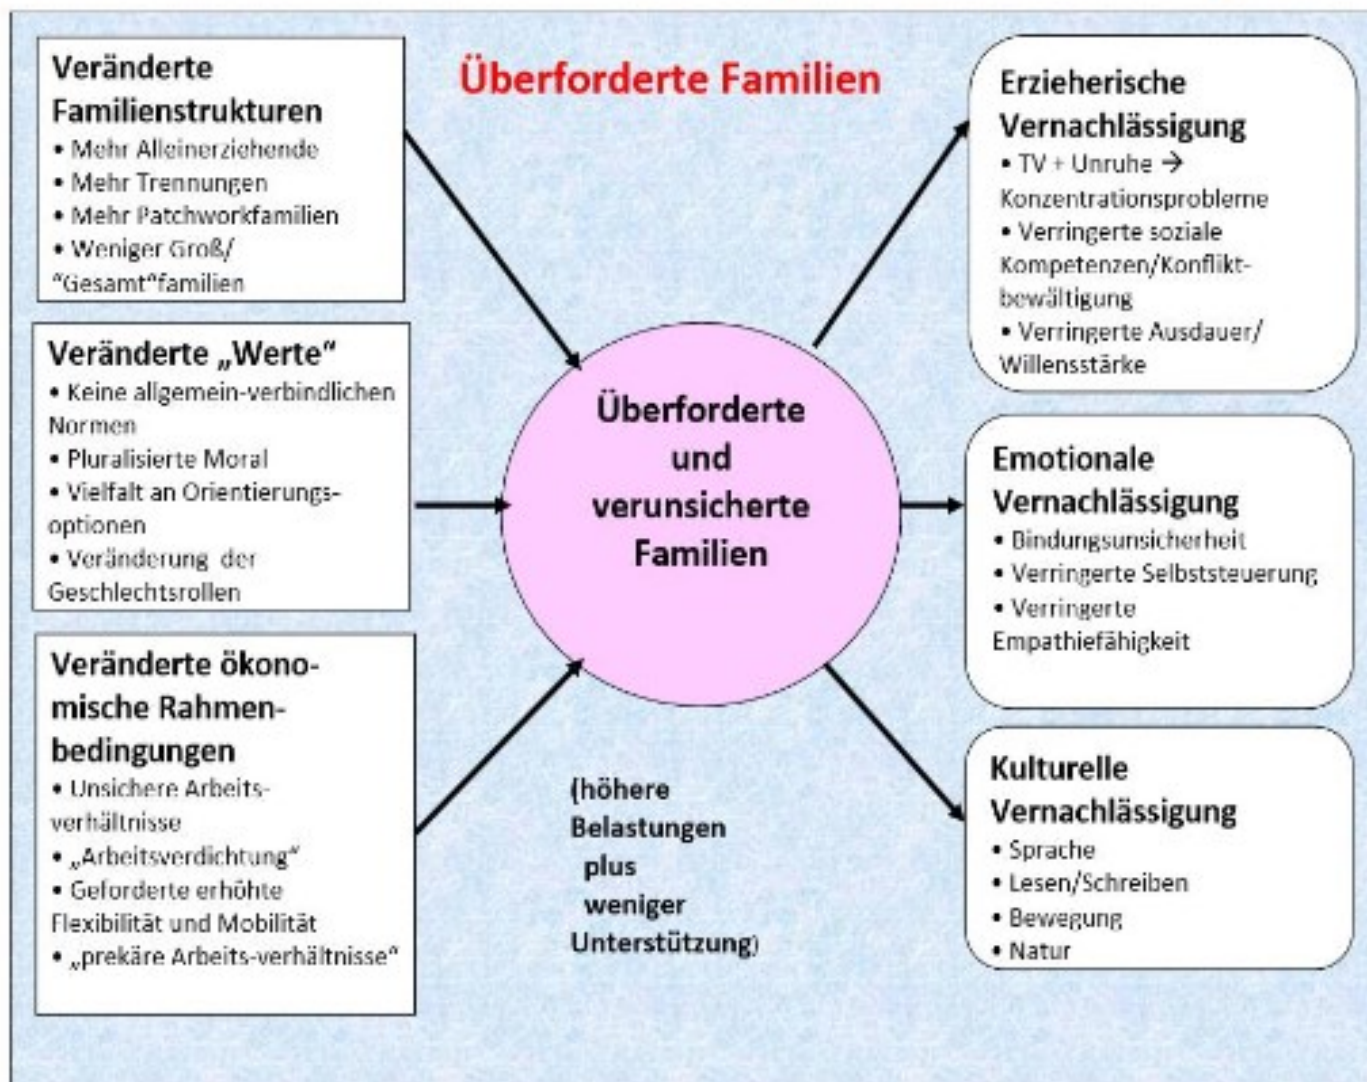 Überforderte Familien
Veränderte
Familienstrukturen
• Mehr Alleinerziehende
• Mehr Trennungen
• Mehr Patchworkfamilien
• Weniger Groß/
“Gesamt“familien
Veränderte „Werte“
• Keine allgemein-verbindlichen
Normen
• Pluralisierte Moral
• Vielfalt an Orientierungs-
optionen
• Veränderung der
Geschlechtsrollen
Veränderte ökono-
mische Rahmen-
bedingungen
• Unsichere Arbeits-
verhältnisse
• „Arbeitsverdichtung“
• Geforderte erhöhte
Flexibilität und Mobilität
• „prekäre Arbeits-verhältnisse“
Überforderte
und
verunsicherte
Familien
(höhere
Belastungen
plus
weniger
Unterstützung)
Erzieherische
Vernachlässigung
• TV + Unruhe →
Konzentrationsprobleme
• Verringerte soziale
Kompetenzen/Konflikt-
bewältigung
• Verringerte Ausdauer/
Willensstärke
Emotionale
Vernachlässigung
• Bindungsunsicherheit
• Verringerte Selbststeuerung
• Verringerte
Empathiefähigkeit
Kulturelle
Vernachlässigung
• Sprache
• Lesen/Schreiben
• Bewegung
• Natur